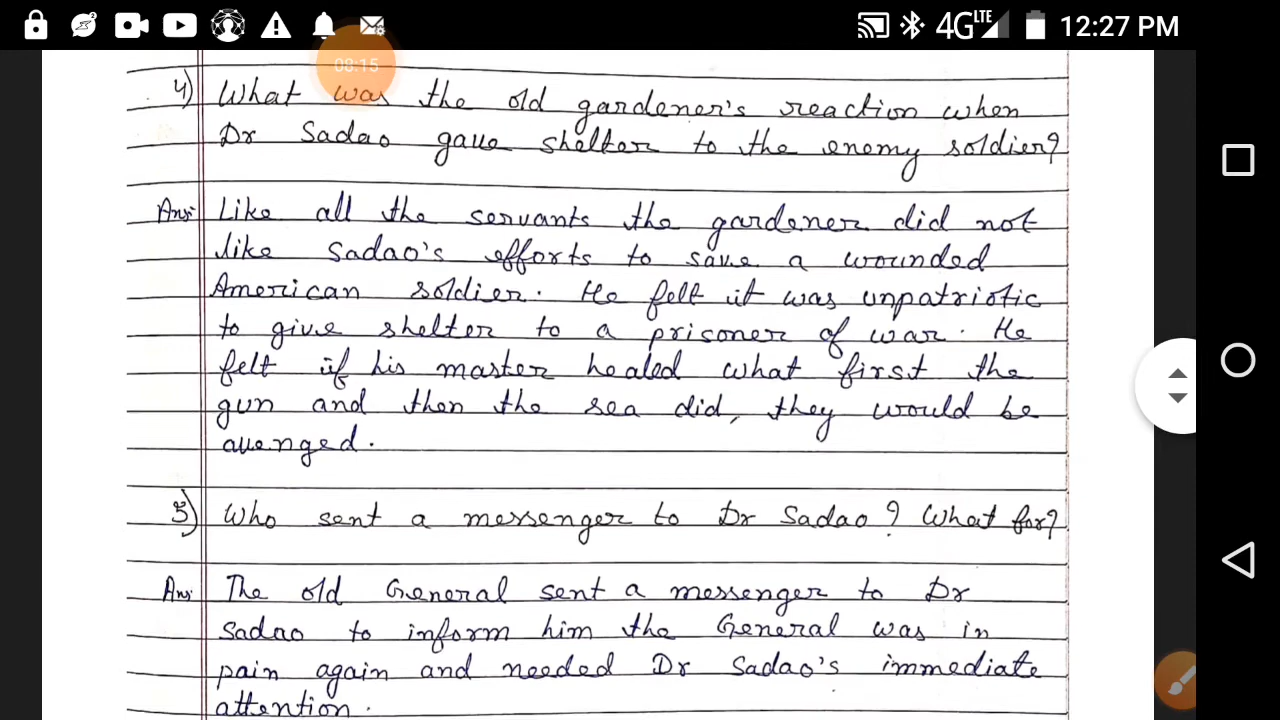 4G LTE 12:27 PM
08:15
4) What was the old gardener's reaction when
Dr Sadao gave shelter to the enemy soldier?
Ans: Like all the servants the gardener did not
like Sadao's efforts to save a wounded
American soldier. He felt it was unpatriotic
to give shelter to a prisoner of war. He
felt if his master healed what first the
gun and then the sea did, they would be
avenged.
5) Who sent a messenger to Dr Sadao? What for?
Ans: The old General sent a messenger to Dr
Sadao to inform him the General was in
pain again and needed Dr Sadao's immediate
attention.